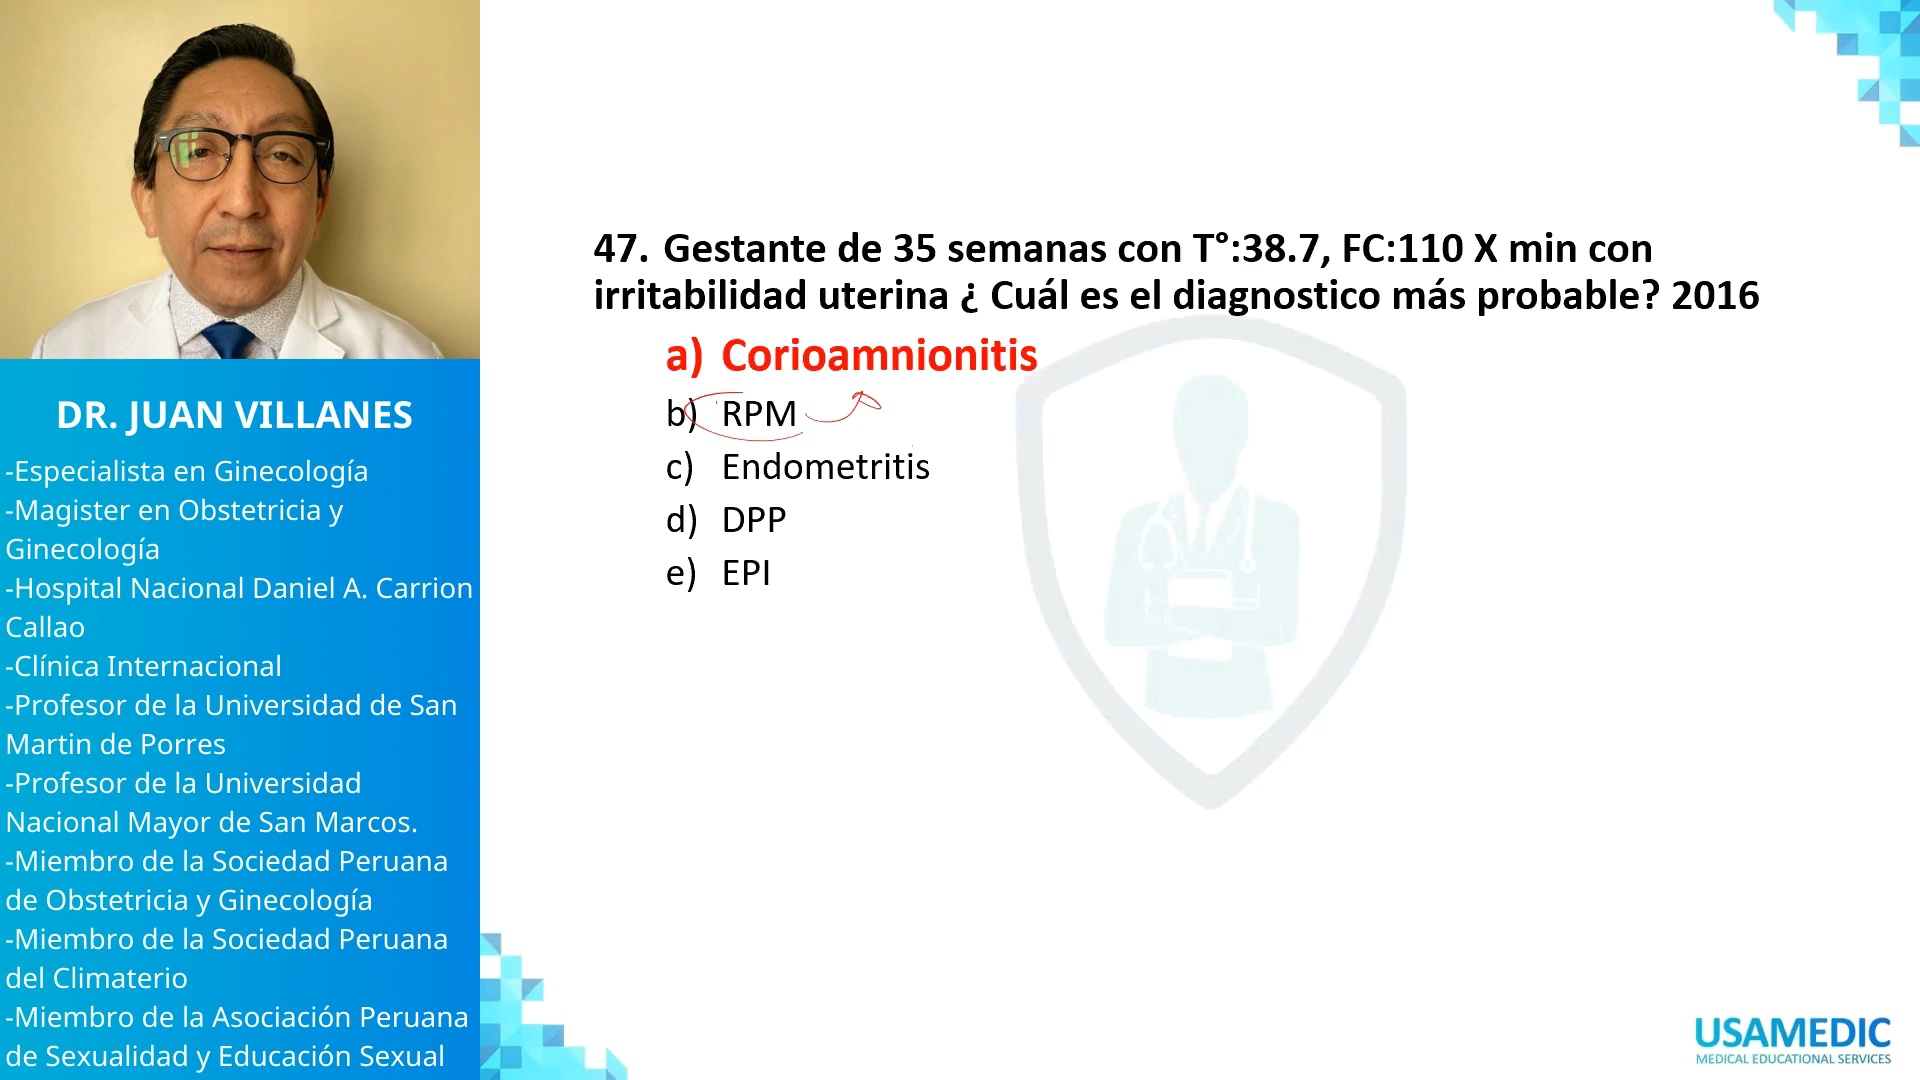 DR. JUAN VILLANES
-Especialista en Ginecología
-Magister en Obstetricia y
Ginecología
-Hospital Nacional Daniel A. Carrion
Callao
-Clínica Internacional
-Profesor de la Universidad de San
Martin de Porres
-Profesor de la Universidad
Nacional Mayor de San Marcos.
-Miembro de la Sociedad Peruana
de Obstetricia y Ginecología
-Miembro de la Sociedad Peruana
del Climaterio
-Miembro de la Asociación Peruana
de Sexualidad y Educación Sexual
47. Gestante de 35 semanas con T°:38.7, FC:110 X min con
irritabilidad uterina ¿ Cuál es el diagnostico más probable? 2016
a) Corioamnionitis
b) RPM
c) Endometritis
d) DPP
e) EPI
USAMEDIC
MEDICAL EDUCATIONAL SERVICES